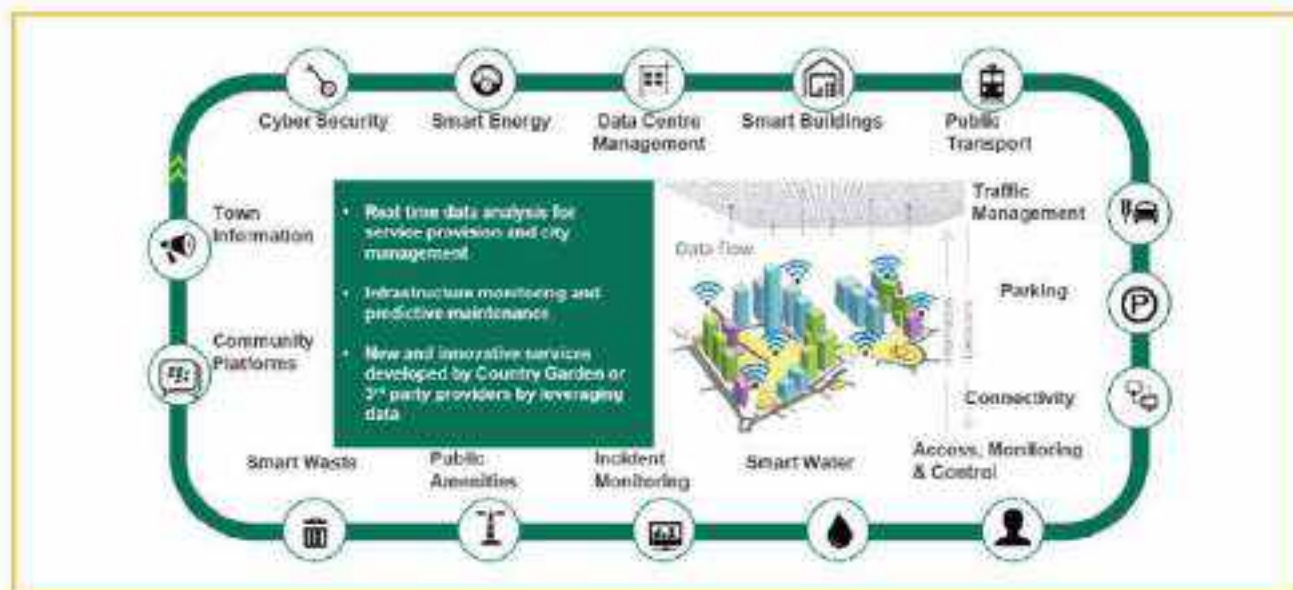 Cyber Security
Smart Energy
Data Centre
Management
Smart Buildings
Public
Transport
Town
Information
Community
Platforms
• Real time data analysis for
service provision and city
management
• Infrastructure monitoring and
predictive maintenance
• New and innovative services
developed by Country Garden or
3rd party providers by leveraging
data
Data flow
Traffic
Management
Parking
P
Connectivity
Smart Waste
Public
Amenities
Incident
Monitoring
Smart Water
Access, Monitoring
& Control